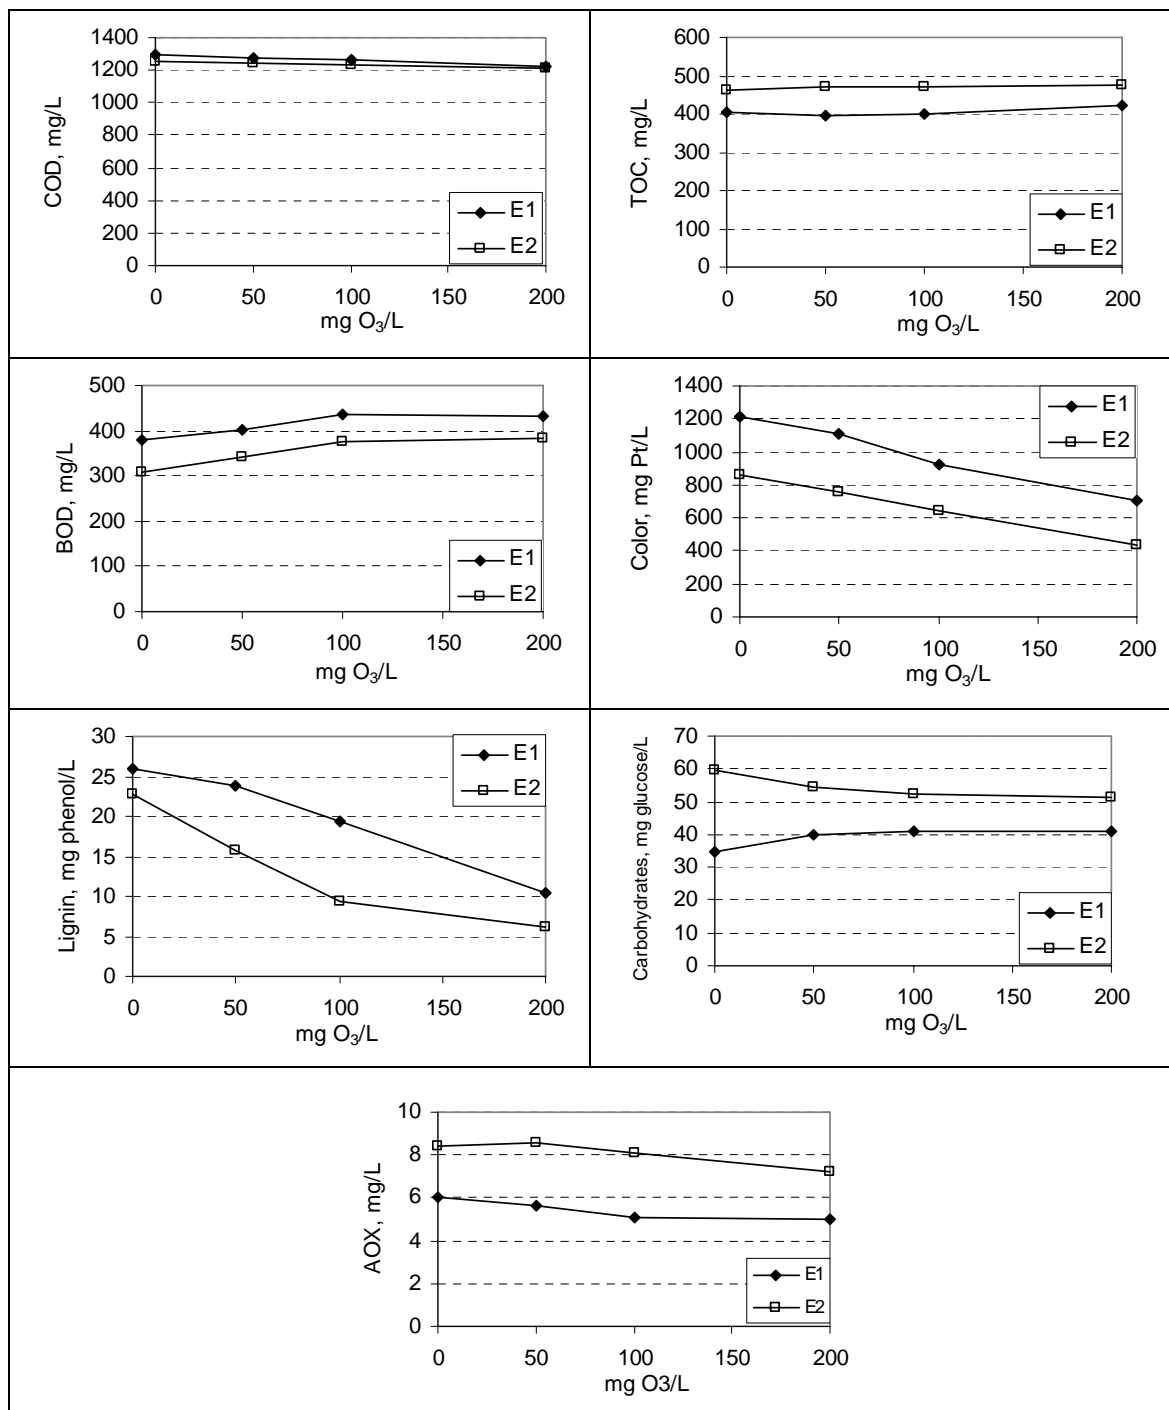 COD, mg/L
1400
1200
1000
800
600
400
200
0
0 50 100 150 200
mg O₃/L
E1
E2
TOC, mg/L
600
500
400
300
200
100
0
0 50 100 150 200
mg O₃/L
E1
E2
BOD, mg/L
500
400
300
200
100
0
0 50 100 150 200
mg O₃/L
E1
E2
Color, mg Pt/L
1400
1200
1000
800
600
400
200
0
0 50 100 150 200
mg O₃/L
E1
E2
Lignin, mg phenol/L
30
25
20
15
10
5
0
0 50 100 150 200
mg O₃/L
E1
E2
Carbohydrates, mg glucose/L
70
60
50
40
30
20
10
0
0 50 100 150 200
mg O₃/L
E1
E2
AOX, mg/L
10
8
6
4
2
0
0 50 100 150 200
mg O3/L
E1
E2